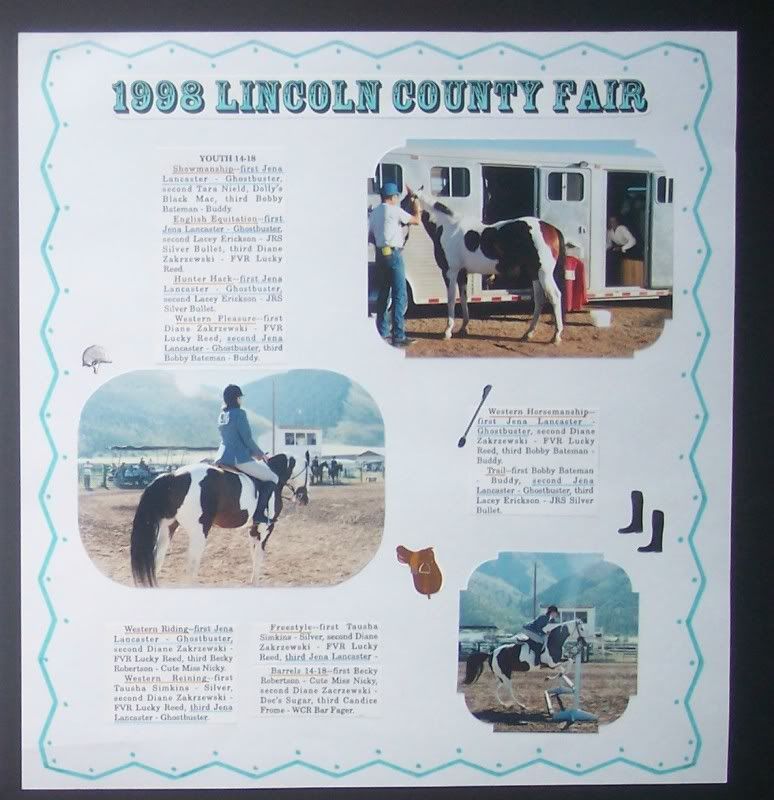 1998 LINCOLN COUNTY FAIR
YOUTH 14-18
Showmanship--first Jena
Lancaster - Ghostbuster,
second Tara Nield, Dolly's
Black Mac, third Bobby
Bateman - Buddy.
English Equitation--first
Jena Lancaster - Ghostbuster,
second Lacey Erickson - JRS
Silver Bullet, third Diane
Zakrzewski - FVR Lucky
Reed.
Hunter Hack--first Jena
Lancaster - Ghostbuster,
second Lacey Erickson - JRS
Silver Bullet.
Western Pleasure--first
Diane Zakrzewski - FVR
Lucky Reed, second Jena
Lancaster - Ghostbuster, third
Bobby Bateman - Buddy.
Western Horsemanship--
first Jena Lancaster -
Ghostbuster, second Diane
Zakrzewski - FVR Lucky
Reed, third Bobby Bateman -
Buddy.
Trail--first Bobby Bateman
- Buddy, second Jena
Lancaster - Ghostbuster, third
Lacey Erickson - JRS Silver
Bullet.
Western Riding--first Jena
Lancaster - Ghostbuster,
second Diane Zakrzewski -
FVR Lucky Reed, third Becky
Robertson - Cute Miss Nicky.
Western Reining--first
Tausha Simkins - Silver,
second Diane Zakrzewski -
FVR Lucky Reed, third Jena
Lancaster - Ghostbuster.
Freestyle--first Tausha
Simkins - Silver, second Diane
Zakrzewski - FVR Lucky
Reed, third Jena Lancaster -
Barrels 14-18--first Becky
Robertson - Cute Miss Nicky,
second Diane Zacrzewski -
Doc's Sugar, third Candice
Frome - WCR Bar Fager.